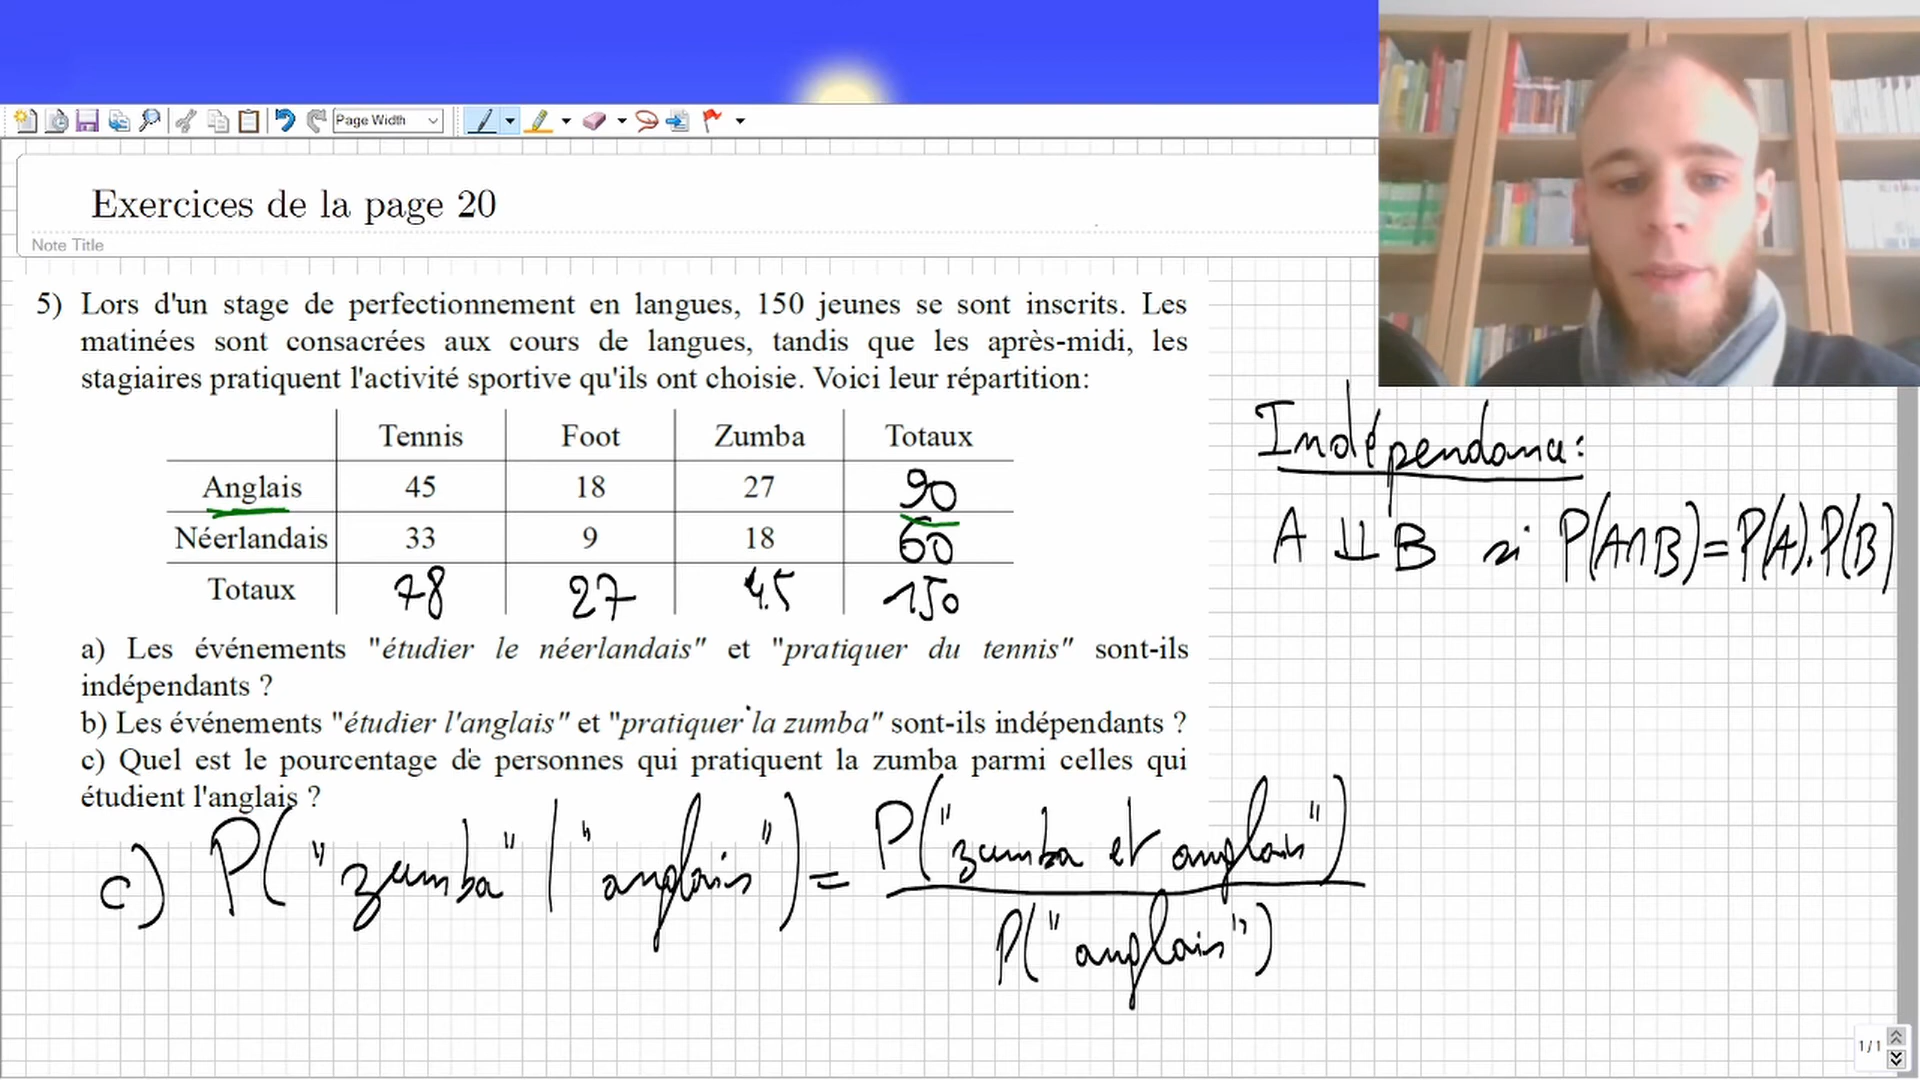 Page Width
Exercices de la page 20
Note Title
5) Lors d'un stage de perfectionnement en langues, 150 jeunes se sont inscrits. Les
matinées sont consacrées aux cours de langues, tandis que les après-midi, les
stagiaires pratiquent l'activité sportive qu'ils ont choisie. Voici leur répartition:
Tennis Foot Zumba Totaux
Anglais 45 18 27 90
Néerlandais 33 9 18 60
Totaux 78 27 45 150
Indépendance:
A ⫫ B si P(A∩B)=P(A).P(B)
a) Les événements "étudier le néerlandais" et "pratiquer du tennis" sont-ils
indépendants ?
b) Les événements "étudier l'anglais" et "pratiquer la zumba" sont-ils indépendants ?
c) Quel est le pourcentage de personnes qui pratiquent la zumba parmi celles qui
étudient l'anglais ?
c) P("zumba" | "anglais") = P("zumba et anglais")
P("anglais")
1/1